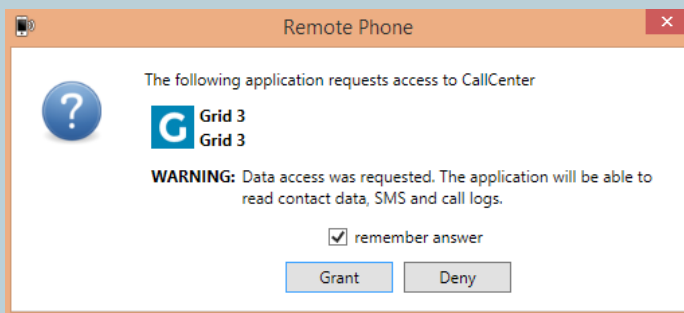 Remote Phone
The following application requests access to CallCenter
G
Grid 3
Grid 3
WARNING: Data access was requested. The application will be able to
read contact data, SMS and call logs.
remember answer
Grant
Deny